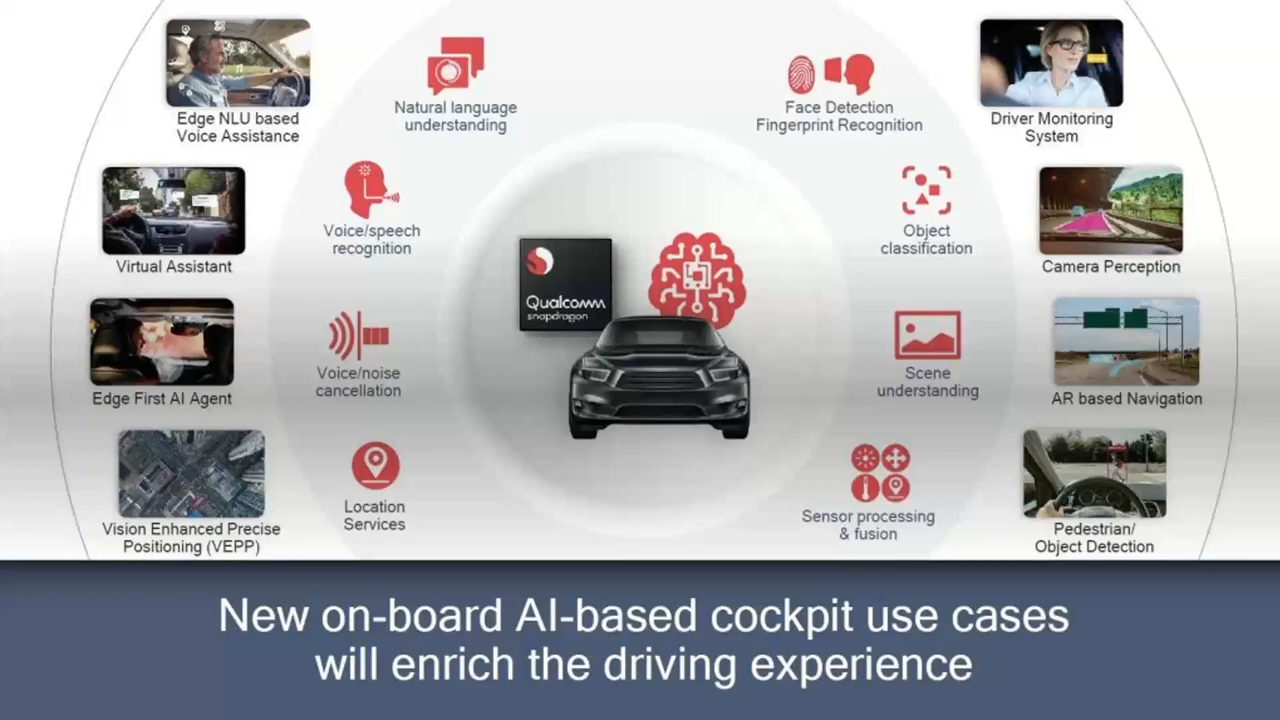 Edge NLU based
Voice Assistance
Natural language
understanding
Face Detection
Fingerprint Recognition
Driver Monitoring
System
Virtual Assistant
Voice/speech
recognition
Object
classification
Camera Perception
Qualcomm
snapdragon
Edge First AI Agent
Voice/noise
cancellation
Scene
understanding
AR based Navigation
Vision Enhanced Precise
Positioning (VEPP)
Location
Services
Sensor processing
& fusion
Pedestrian/
Object Detection
New on-board AI-based cockpit use cases
will enrich the driving experience